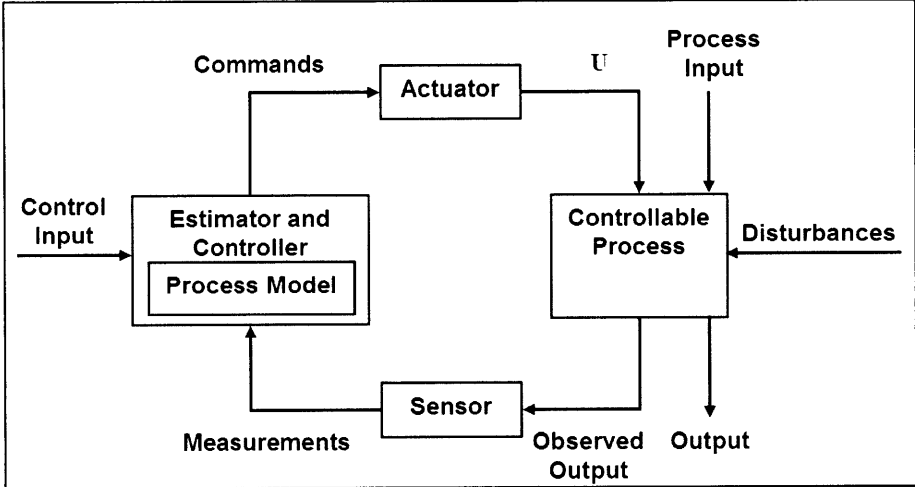 Process
Input
U
Commands
Actuator
Control
Input
Estimator and
Controller
Process Model
Controllable
Process
Disturbances
Sensor
Measurements
Observed
Output
Output